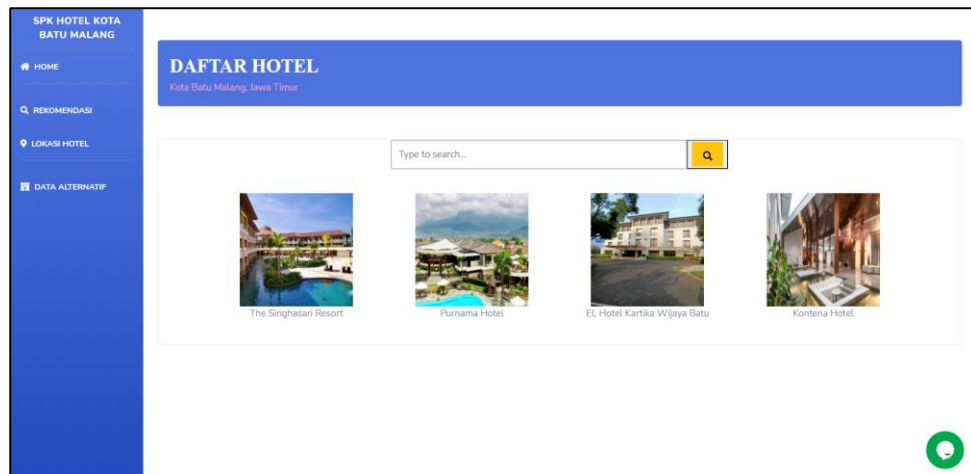 SPK HOTEL KOTA
BATU MALANG
HOME
REKOMENDASI
LOKASI HOTEL
DATA ALTERNATIF
DAFTAR HOTEL
Kota Batu Malang, Jawa Timur
Type to search...
The Singhasari Resort
Purnama Hotel
EL Hotel Kartika Wijaya Batu
Kontena Hotel